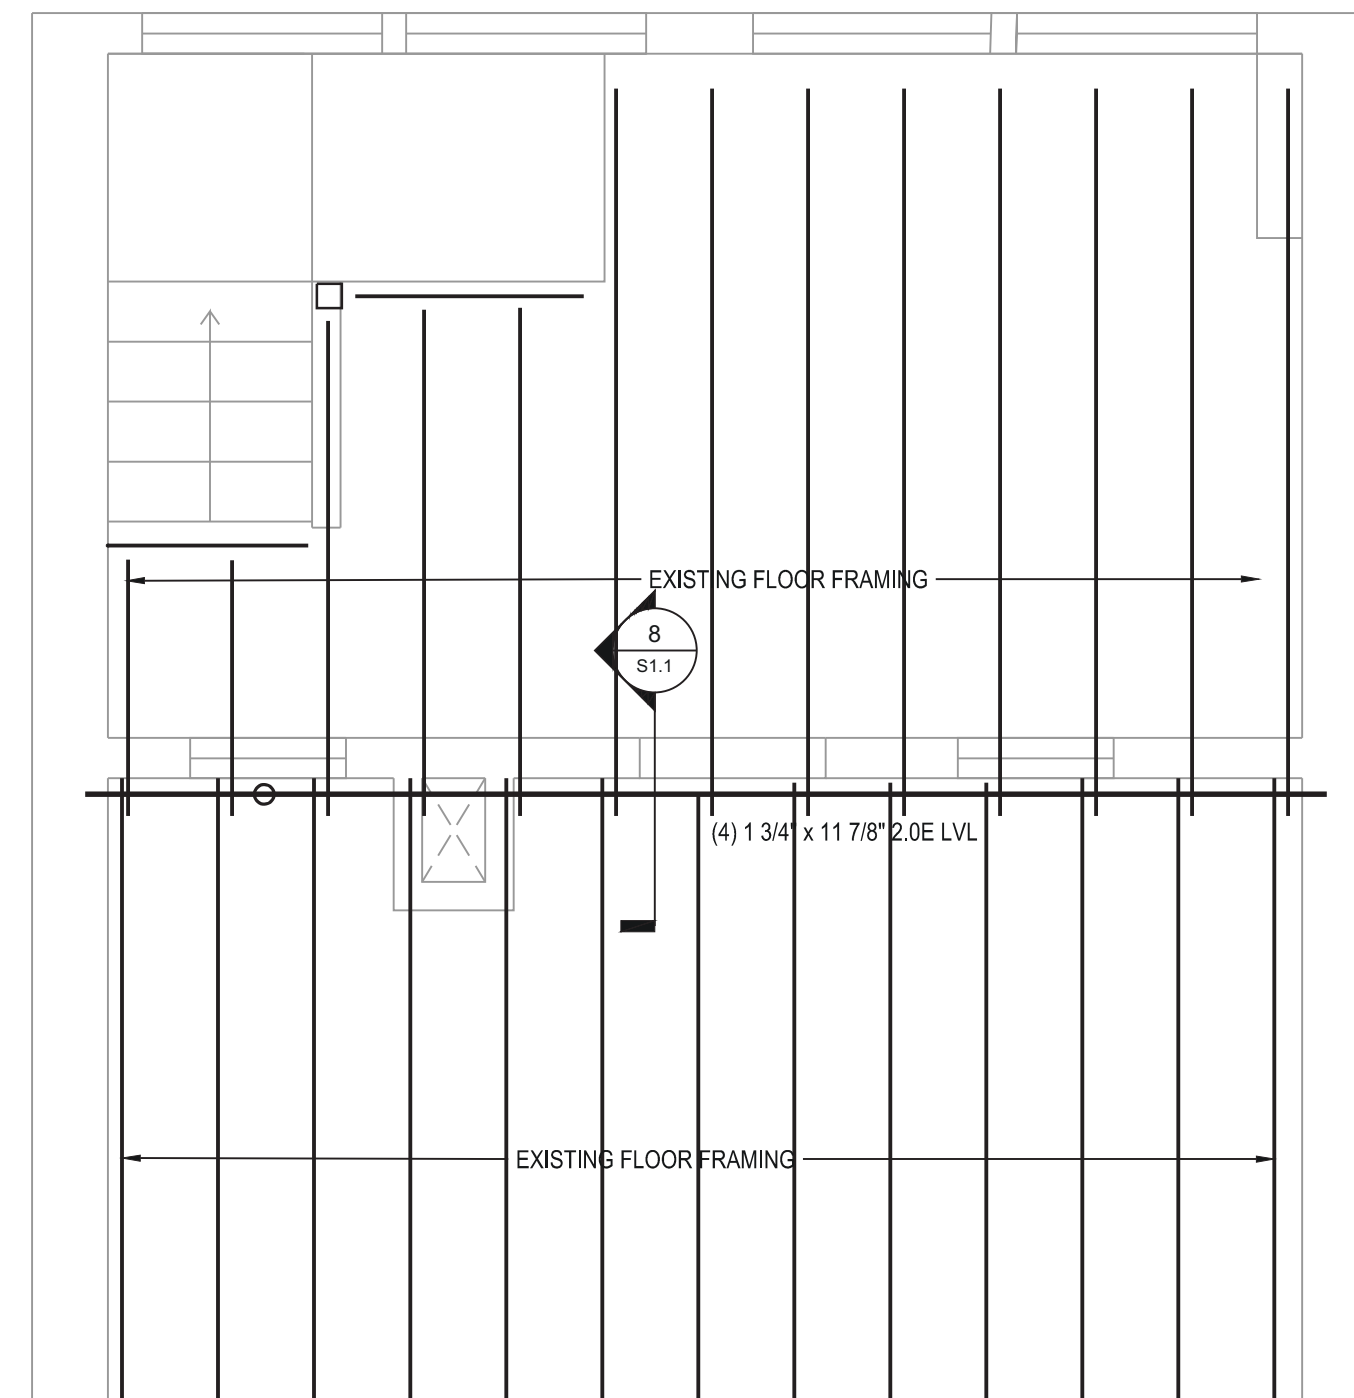 EXISTING FLOOR FRAMING
8
S1.1
(4) 1 3/4" x 11 7/8" 2.0E LVL
EXISTING FLOOR FRAMING